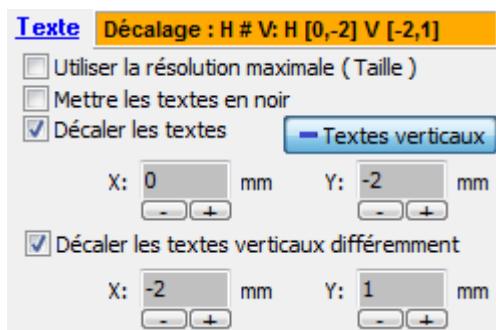 Texte Décalage : H # V: H [0,-2] V [-2,1]
Utiliser la résolution maximale ( Taille )
Mettre les textes en noir
Décaler les textes - Textes verticaux
X: 0 mm Y: -2 mm
- + - +
Décaler les textes verticaux différemment
X: -2 mm Y: 1 mm
- + - +